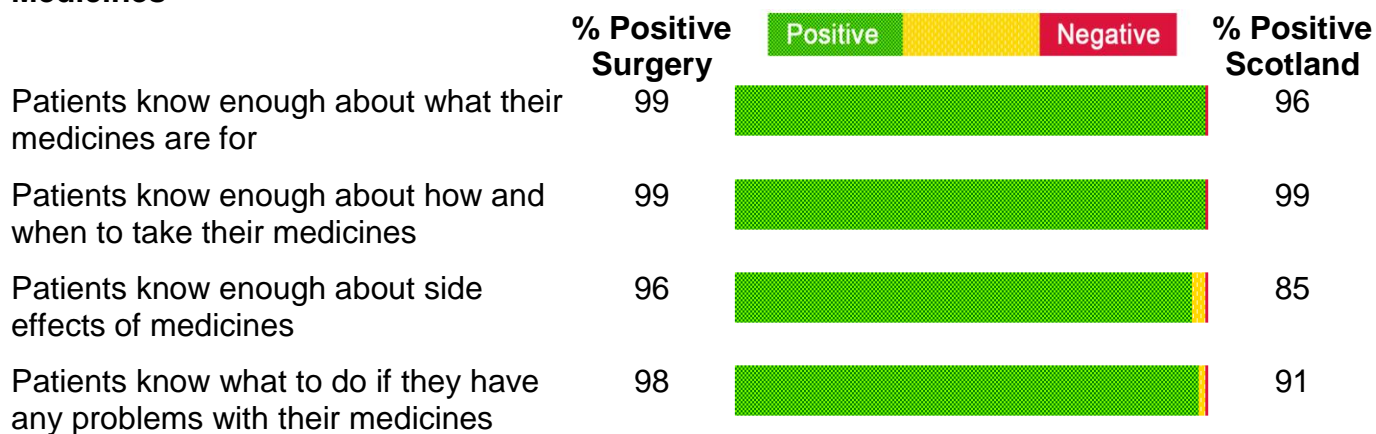 Medicines
% Positive Surgery Positive Negative % Positive Scotland
Patients know enough about what their 99 96
medicines are for
Patients know enough about how and 99 99
when to take their medicines
Patients know enough about side 96 85
effects of medicines
Patients know what to do if they have 98 91
any problems with their medicines